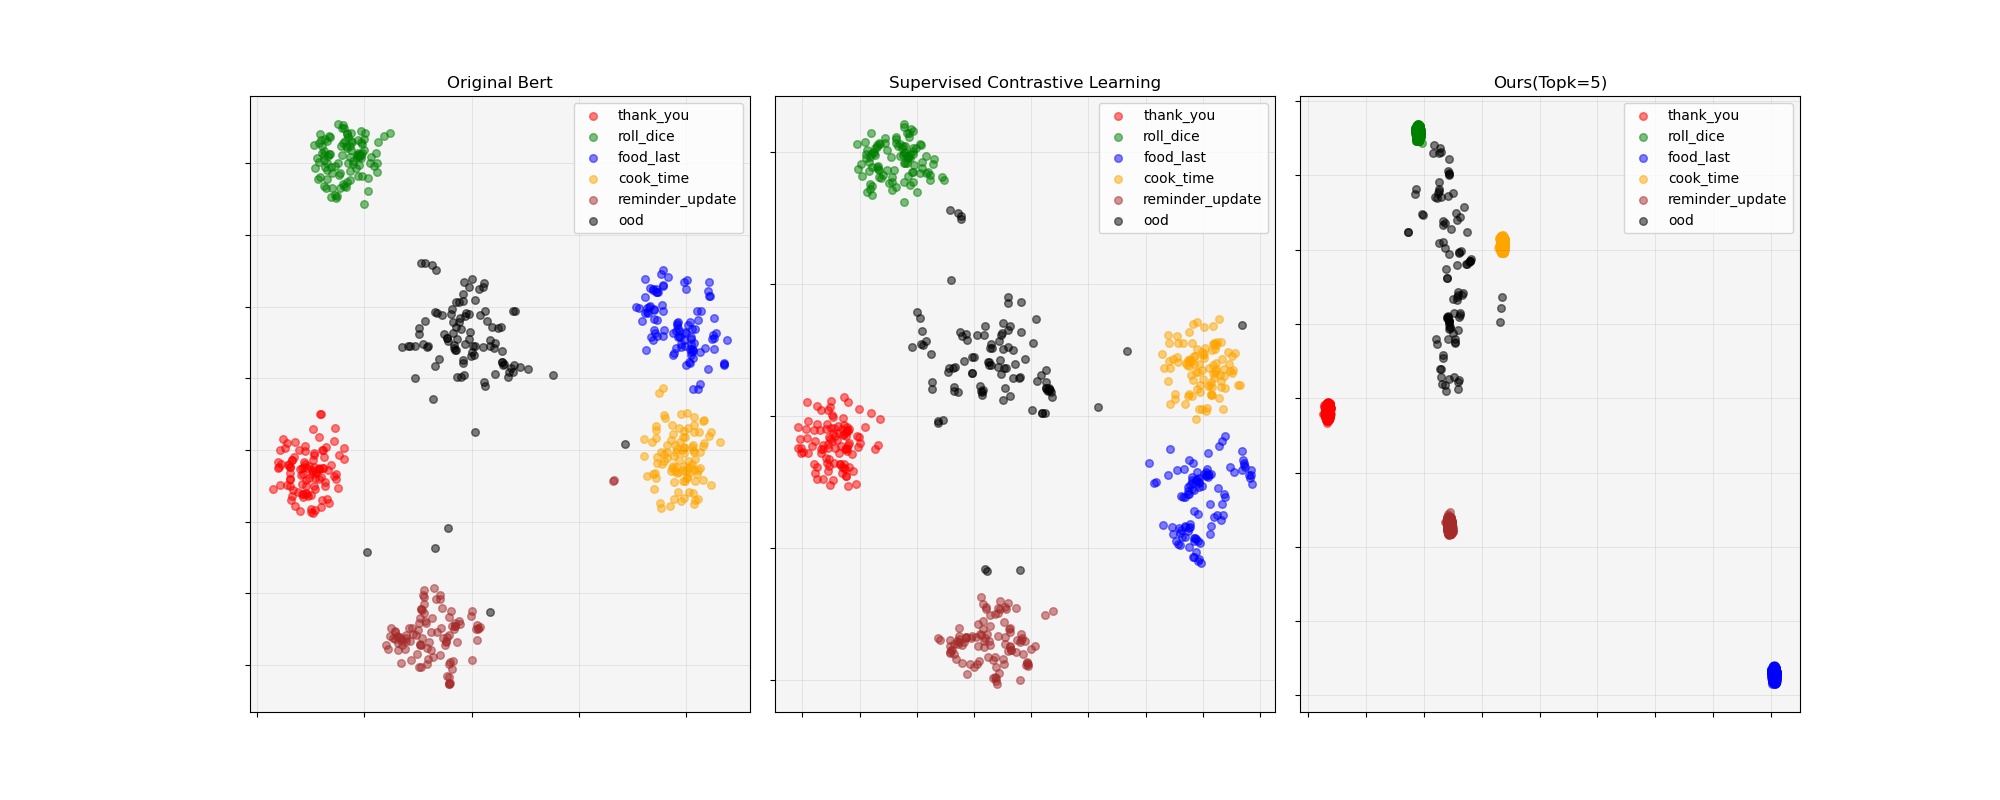 Original Bert
thank_you
roll_dice
food_last
cook_time
reminder_update
ood
Supervised Contrastive Learning
thank_you
roll_dice
food_last
cook_time
reminder_update
ood
Ours(Topk=5)
thank_you
roll_dice
food_last
cook_time
reminder_update
ood